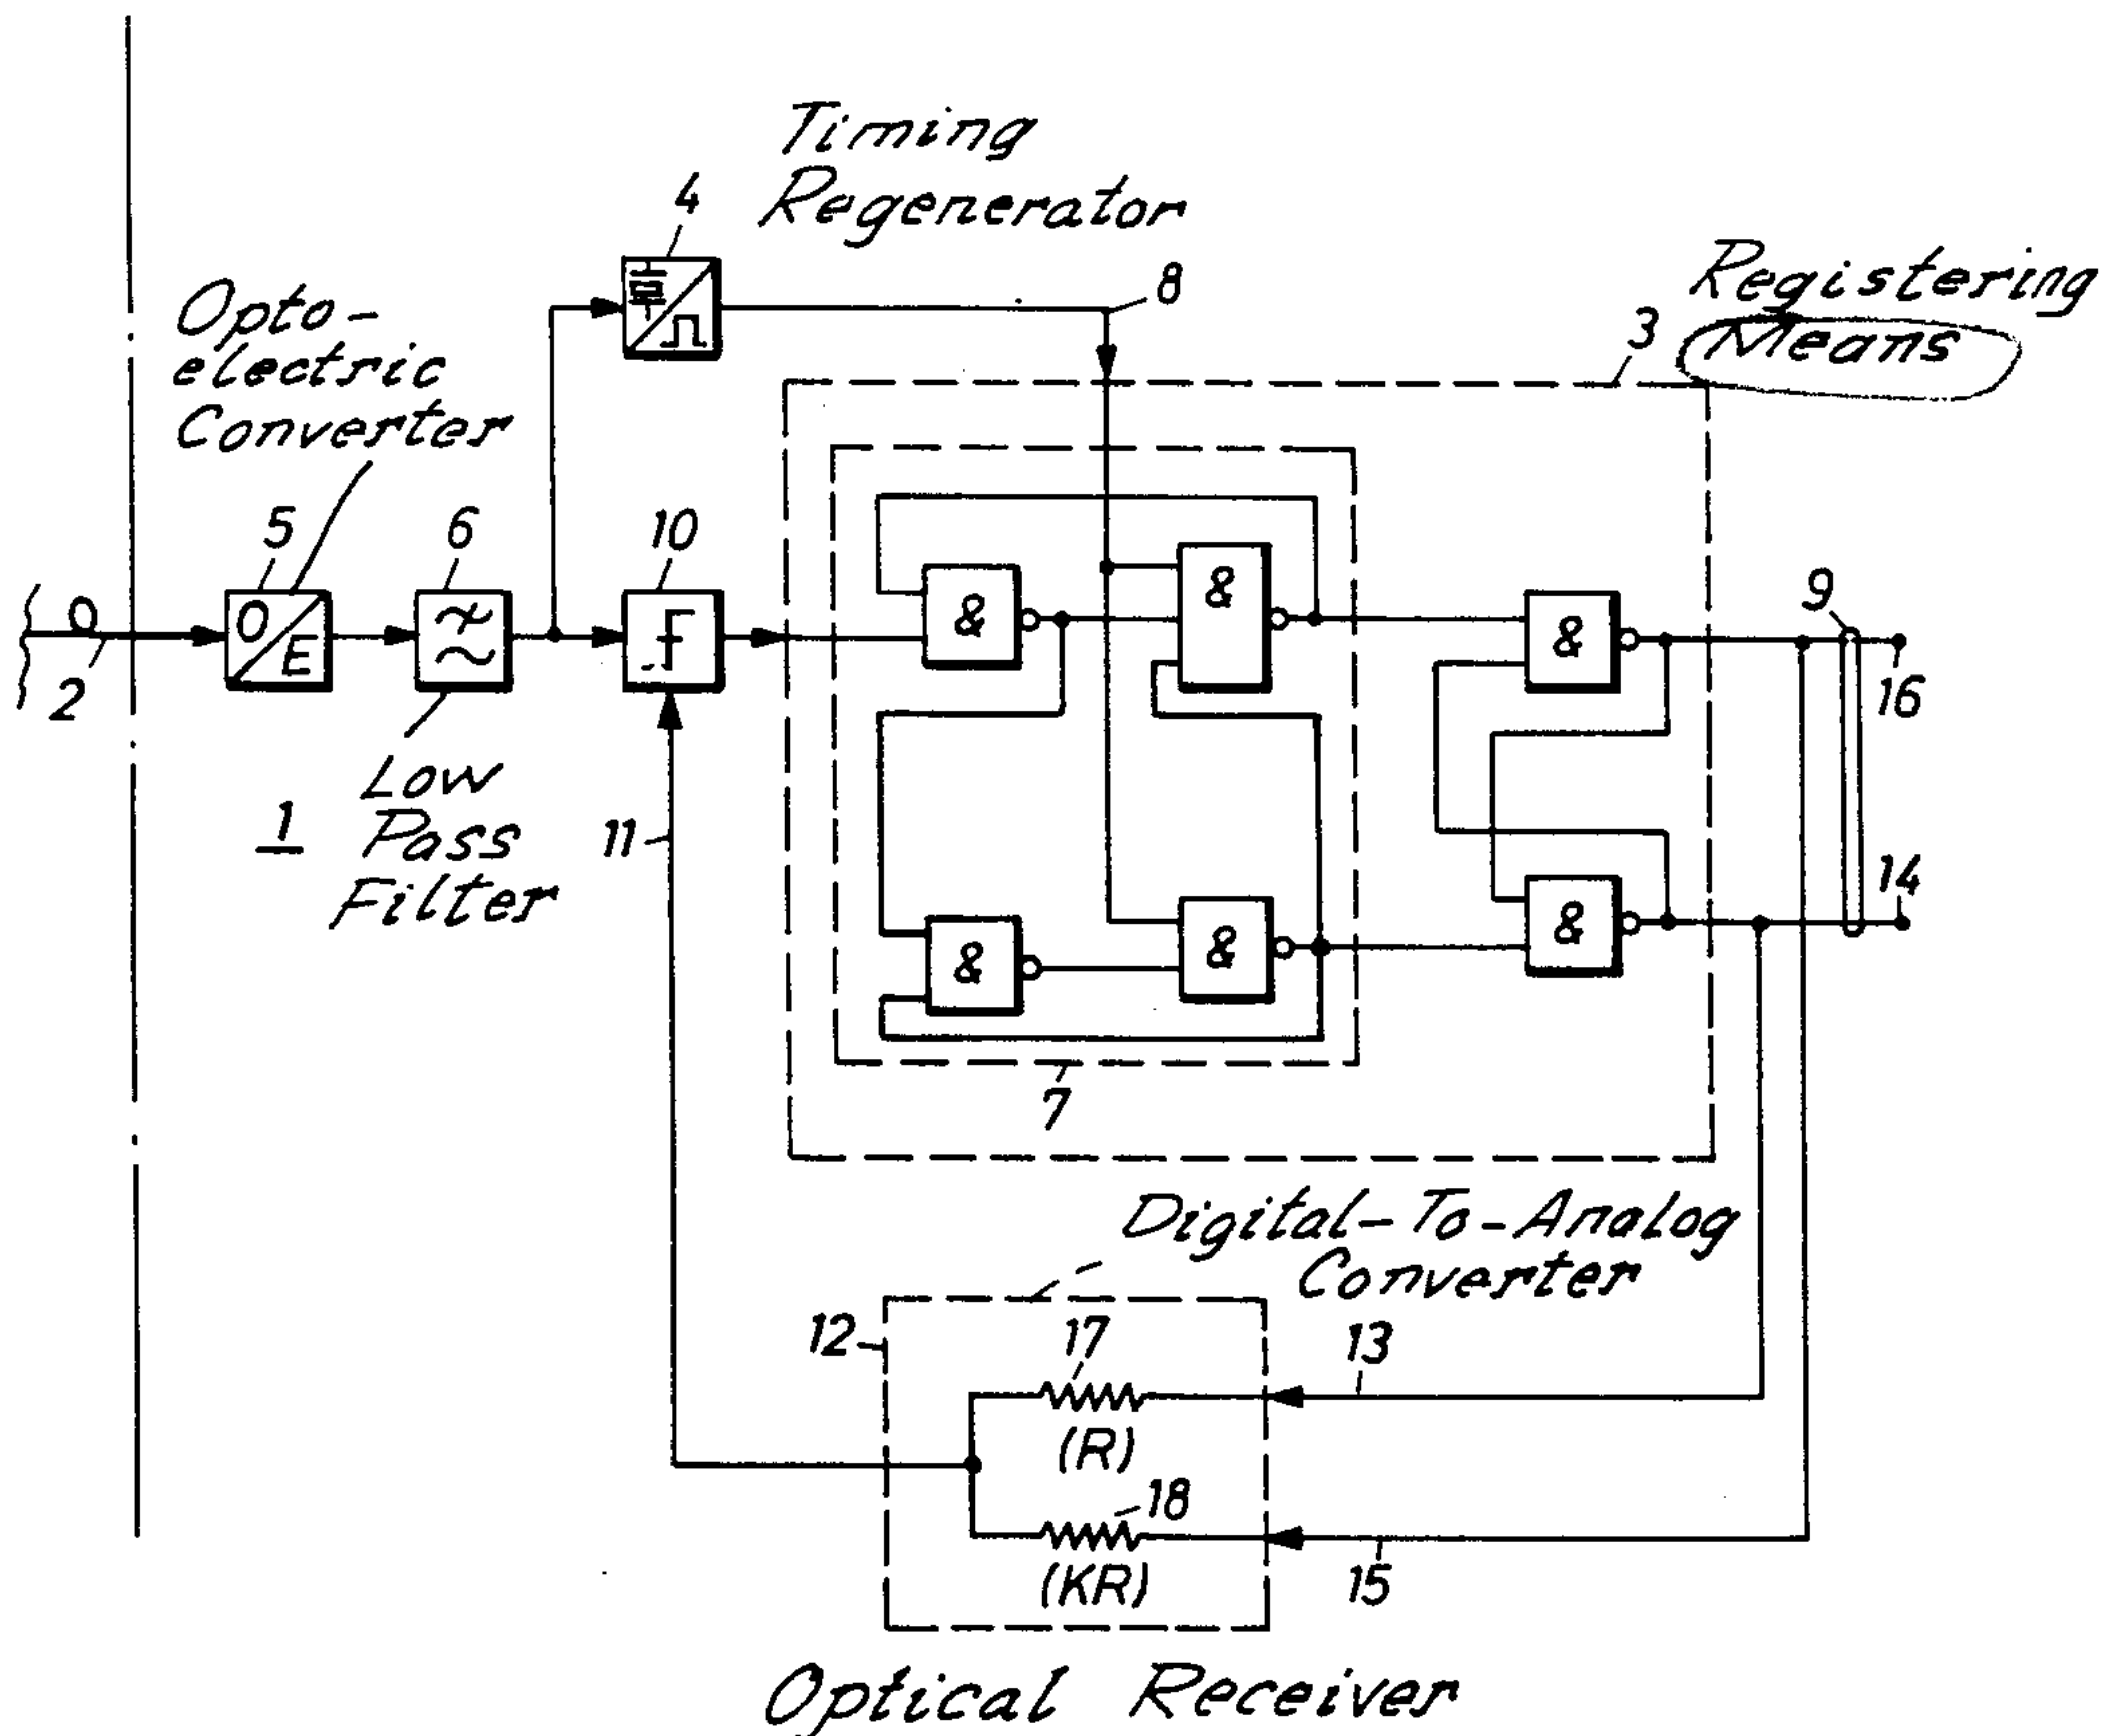 Timing
Regenerator
4
8
Registering
Means
3
Opto-
electric
Converter
5
6
10
O
E
2
1
Low
Pass
Filter
11
&
&
&
&
&
&
9
16
14
7
Digital-To-Analog
Converter
12
17
(R)
13
18
(KR)
15
Optical Receiver